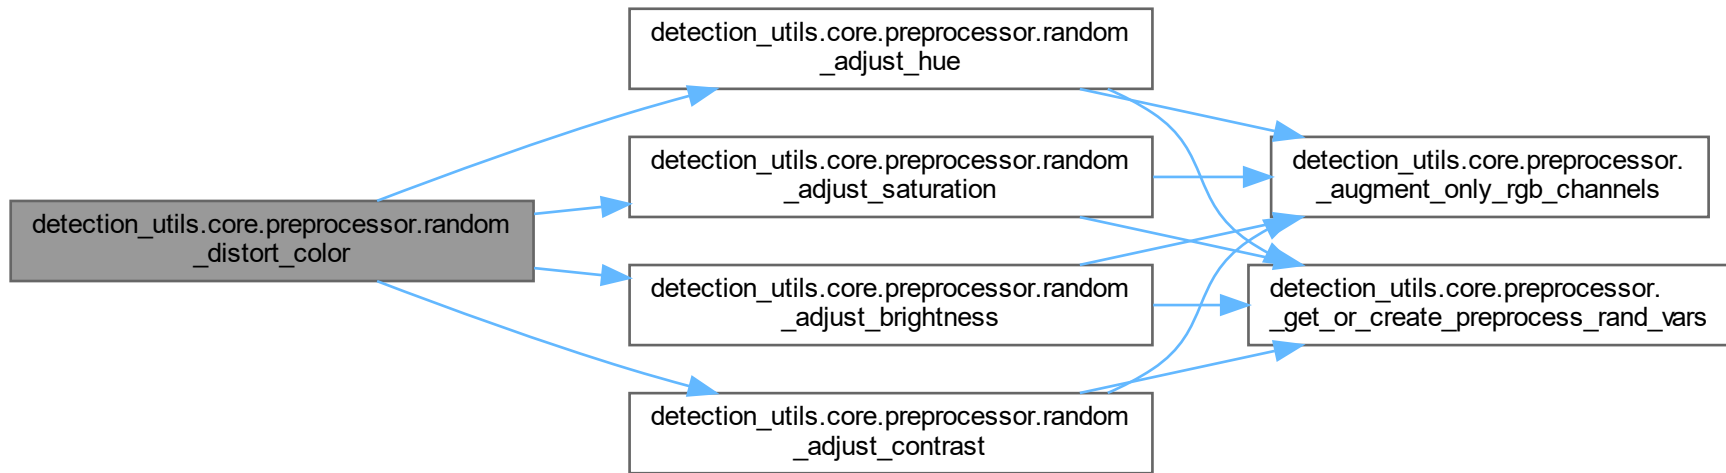 detection_utils.core.preprocessor.random
_distort_color
detection_utils.core.preprocessor.random
_adjust_hue
detection_utils.core.preprocessor.random
_adjust_saturation
detection_utils.core.preprocessor.random
_adjust_brightness
detection_utils.core.preprocessor.random
_adjust_contrast
detection_utils.core.preprocessor.
_augment_only_rgb_channels
detection_utils.core.preprocessor.
_get_or_create_preprocess_rand_vars